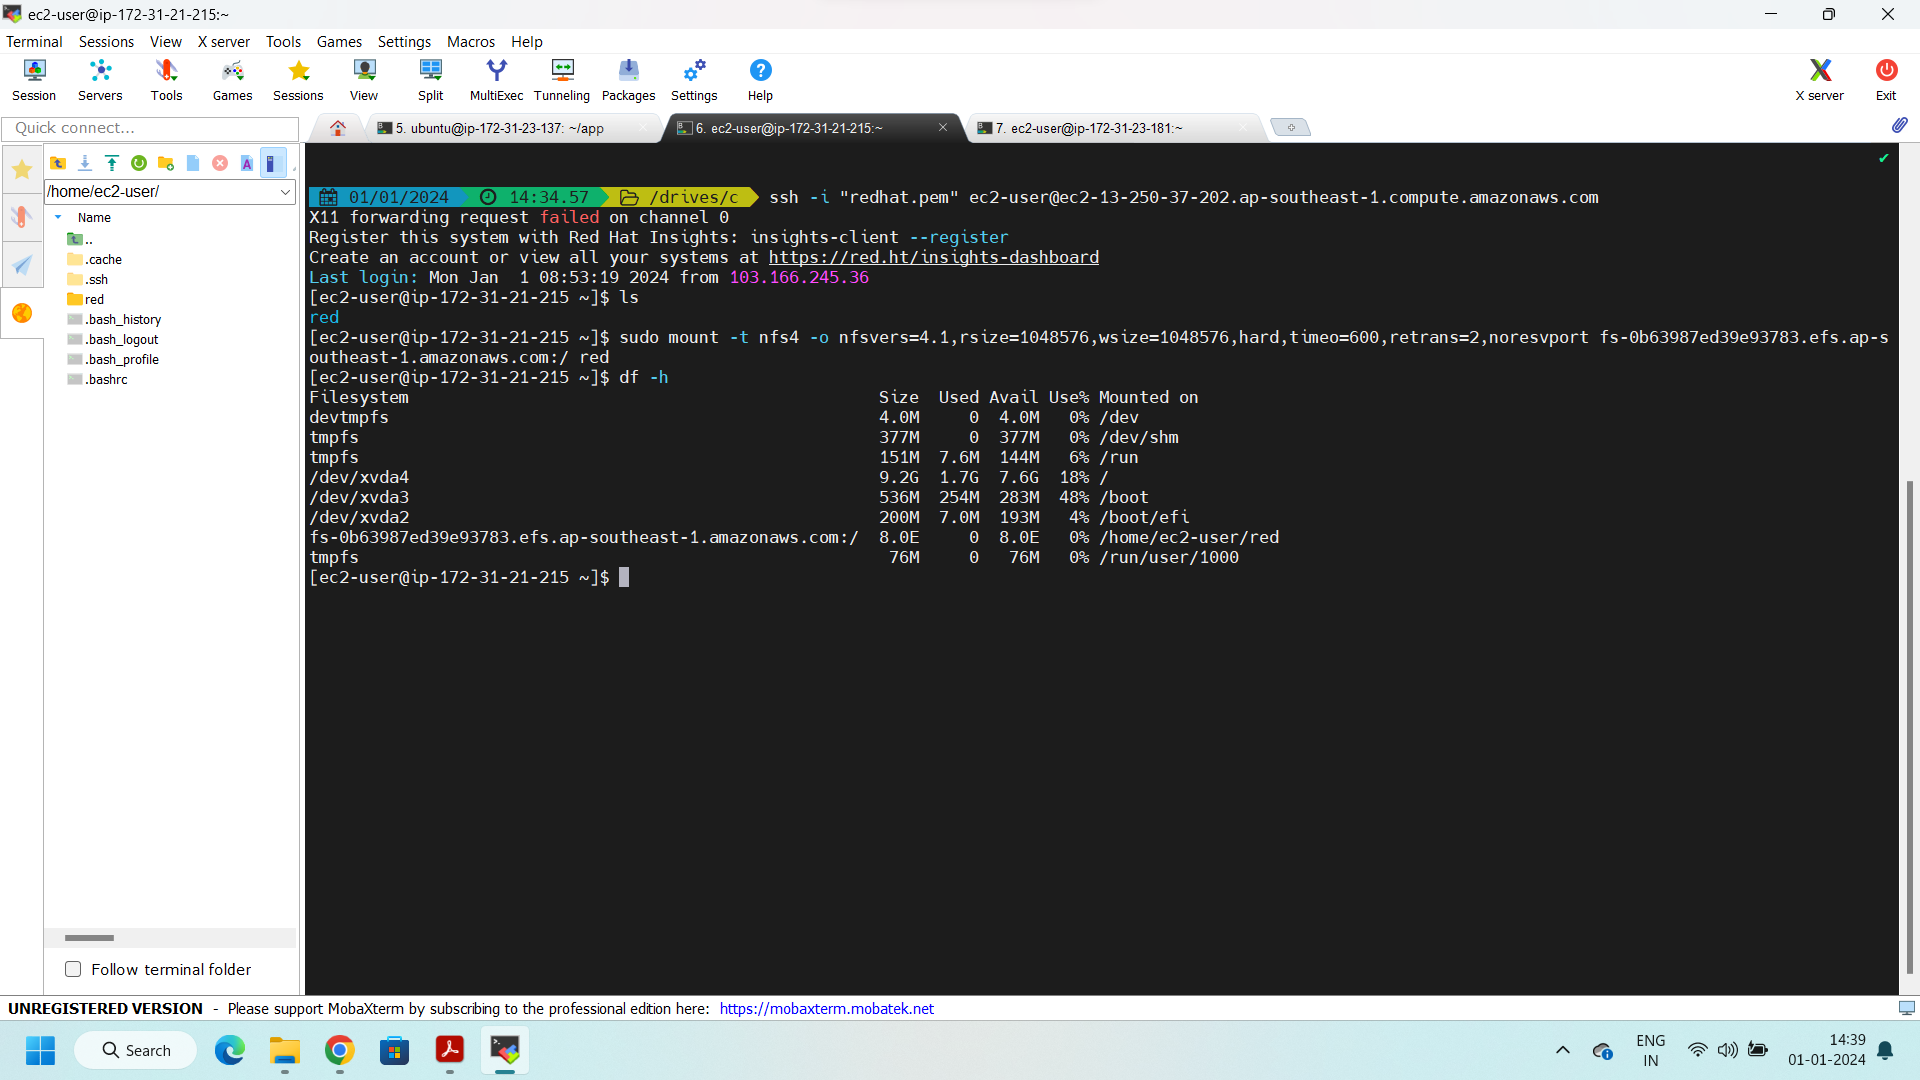 ec2-user@ip-172-31-21-215:~
Terminal Sessions View X server Tools Games Settings Macros Help
Session Servers Tools Games Sessions View Split MultiExec Tunneling Packages Settings Help X server Exit
Quick connect...
5. ubuntu@ip-172-31-23-137: ~/app
6. ec2-user@ip-172-31-21-215:~
7. ec2-user@ip-172-31-23-181:~
/home/ec2-user/
Name
..
.cache
.ssh
red
.bash_history
.bash_logout
.bash_profile
.bashrc
Follow terminal folder
01/01/2024 14:34.57 /drives/c ssh -i "redhat.pem" ec2-user@ec2-13-250-37-202.ap-southeast-1.compute.amazonaws.com
X11 forwarding request failed on channel 0
Register this system with Red Hat Insights: insights-client --register
Create an account or view all your systems at https://red.ht/insights-dashboard
Last login: Mon Jan  1 08:53:19 2024 from 103.166.245.36
[ec2-user@ip-172-31-21-215 ~]$ ls
red
[ec2-user@ip-172-31-21-215 ~]$ sudo mount -t nfs4 -o nfsvers=4.1,rsize=1048576,wsize=1048576,hard,timeo=600,retrans=2,noresvport fs-0b63987ed39e93783.efs.ap-s
outheast-1.amazonaws.com:/ red
[ec2-user@ip-172-31-21-215 ~]$ df -h
Filesystem Size Used Avail Use% Mounted on
devtmpfs 4.0M 0 4.0M 0% /dev
tmpfs 377M 0 377M 0% /dev/shm
tmpfs 151M 7.6M 144M 6% /run
/dev/xvda4 9.2G 1.7G 7.6G 18% /
/dev/xvda3 536M 254M 283M 48% /boot
/dev/xvda2 200M 7.0M 193M 4% /boot/efi
fs-0b63987ed39e93783.efs.ap-southeast-1.amazonaws.com:/ 8.0E 0 8.0E 0% /home/ec2-user/red
tmpfs 76M 0 76M 0% /run/user/1000
[ec2-user@ip-172-31-21-215 ~]$
UNREGISTERED VERSION - Please support MobaXterm by subscribing to the professional edition here: https://mobaxterm.mobatek.net
Search
ENG
IN
14:39
01-01-2024